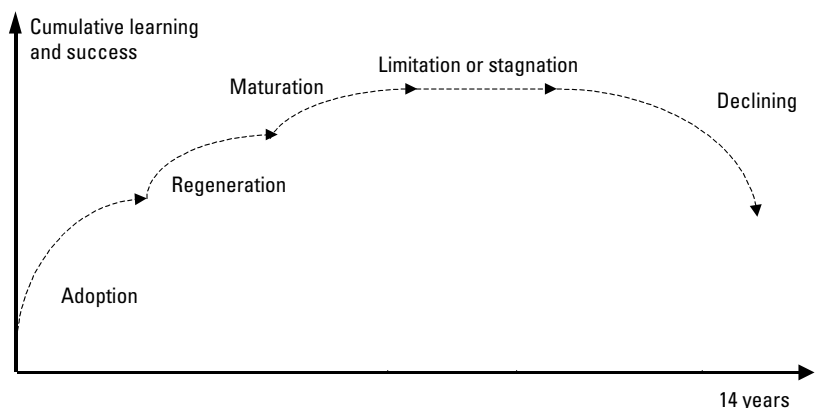 Cumulative learning
and success
Limitation or stagnation
Maturation
Declining
Regeneration
Adoption
14 years